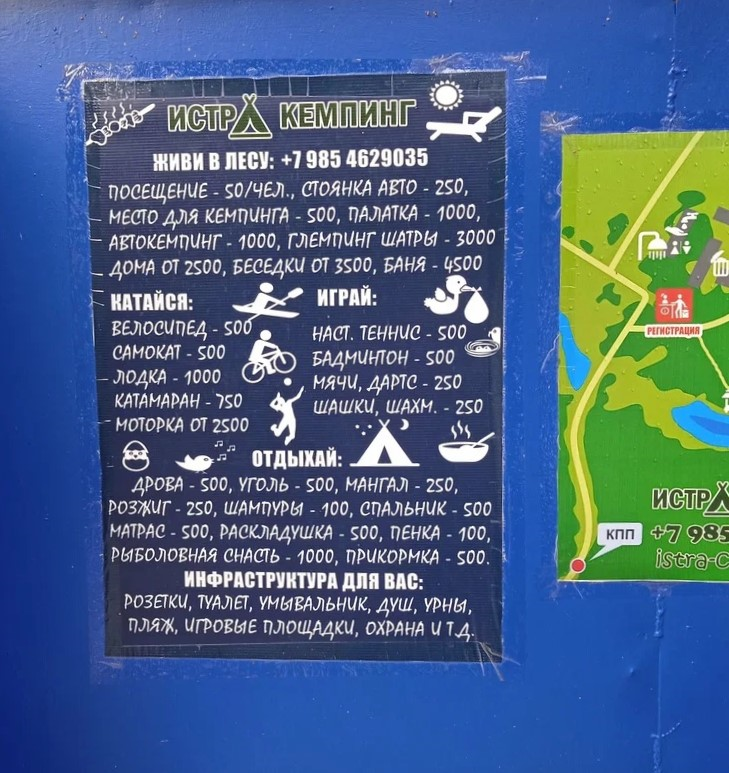 ИСТРА КЕМПИНГ
ЖИВИ В ЛЕСУ: +7 985 4629035
ПОСЕЩЕНИЕ - 50/ЧЕЛ., СТОЯНКА АВТО - 250,
МЕСТО ДЛЯ КЕМПИНГА - 500, ПАЛАТКА - 1000,
АВТОКЕМПИНГ - 1000, ГЛЕМПИНГ ШАТРЫ - 3000
ДОМА ОТ 2500, БЕСЕДКИ ОТ 3500, БАНЯ - 4500
КАТАЙСЯ:
ВЕЛОСИПЕД - 500
САМОКАТ - 500
ЛОДКА - 1000
КАТАМАРАН - 750
МОТОРКА ОТ 2500
ИГРАЙ:
НАСТ. ТЕННИС - 500
БАДМИНТОН - 500
МЯЧИ, ДАРТС - 250
ШАШКИ, ШАХМ. - 250
ОТДЫХАЙ:
ДРОВА - 500, УГОЛЬ - 500, МАНГАЛ - 250,
РОЗЖИГ - 250, ШАМПУРЫ - 100, СПАЛЬНИК - 500
МАТРАС - 500, РАСКЛАДУШКА - 500, ПЕНКА - 100,
РЫБОЛОВНАЯ СНАСТЬ - 1000, ПРИКОРМКА - 500.
ИНФРАСТРУКТУРА ДЛЯ ВАС:
РОЗЕТКИ, ТУАЛЕТ, УМЫВАЛЬНИК, ДУШ, УРНЫ,
ПЛЯЖ, ИГРОВЫЕ ПЛОЩАДКИ, ОХРАНА И Т.Д.
РЕГИСТРАЦИЯ
ИСТРА
КПП
+7 985
istra-c